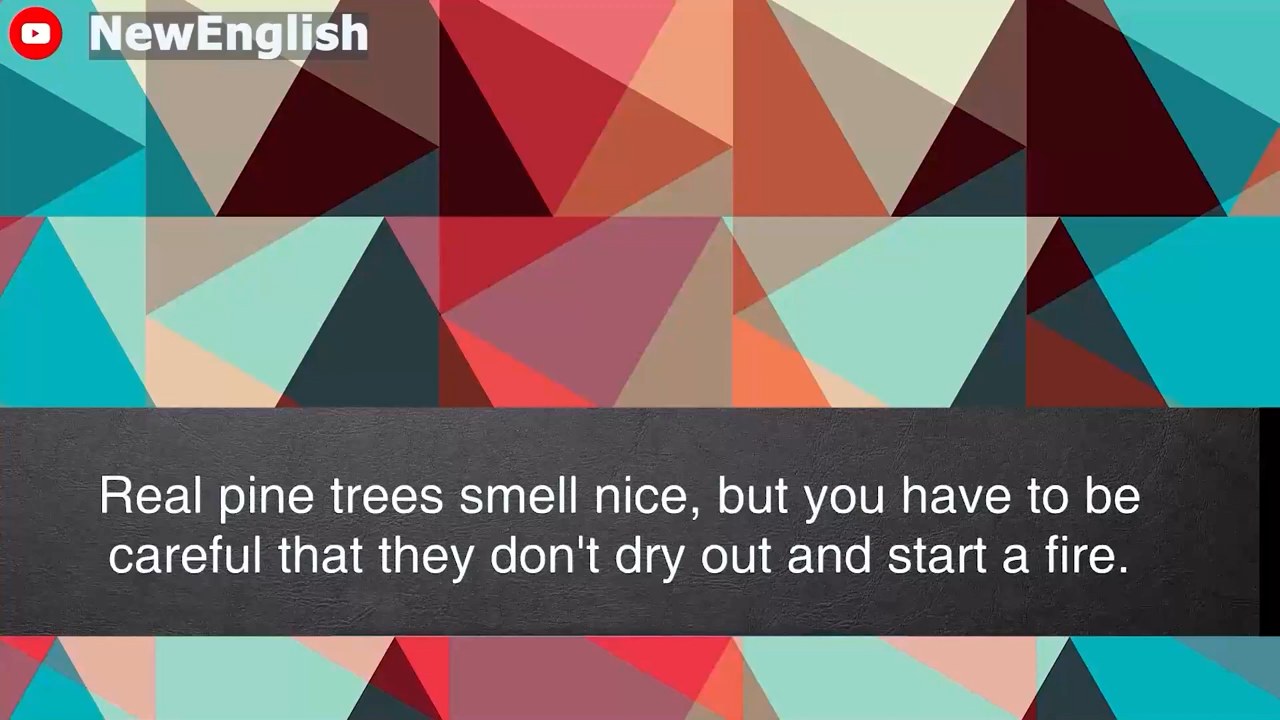 NewEnglish
Real pine trees smell nice, but you have to be
careful that they don't dry out and start a fire.